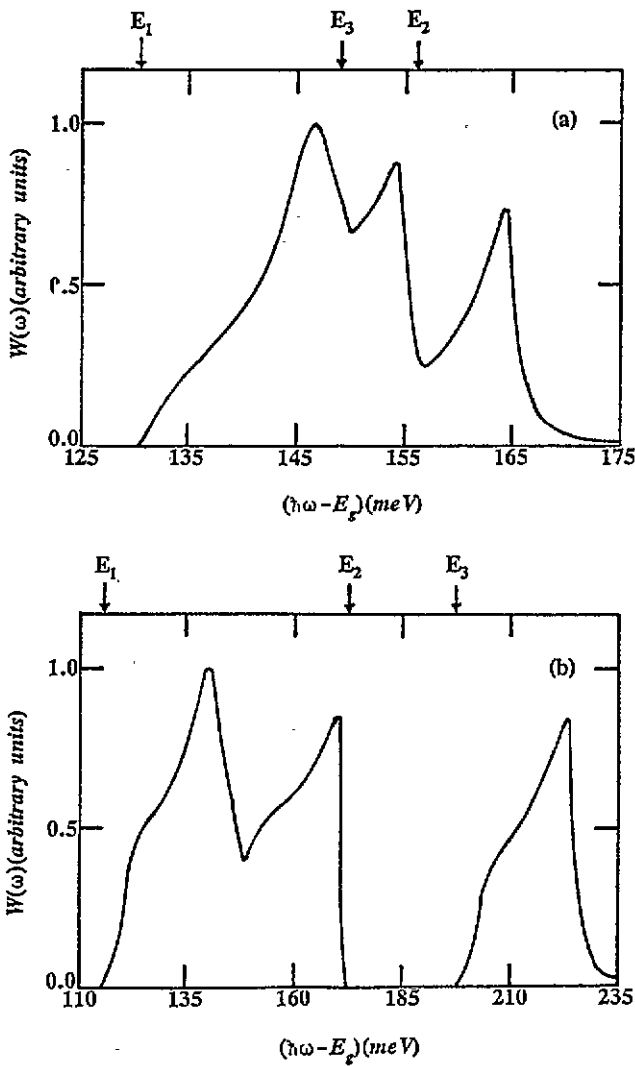 E1 E3 E2
(a)
1.0
0.5
0.0
W(ω)(arbitrary units)
125 135 145 155 165 175
(ħω−Eg)(meV)
E1 E2 E3
(b)
1.0
0.5
0.0
W(ω)(arbitrary units)
110 135 160 185 210 235
(ħω−Eg)(meV)